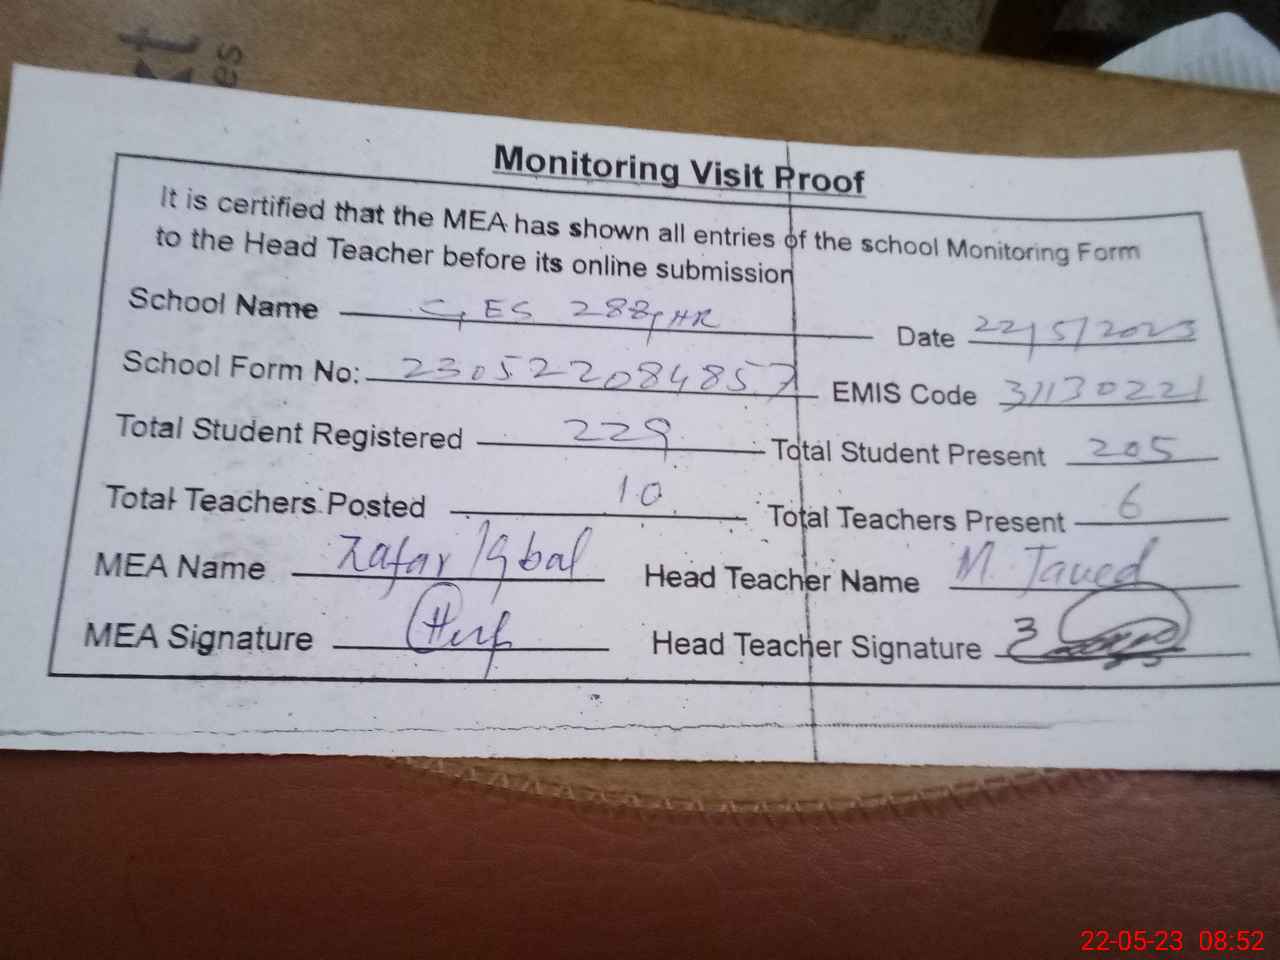 es
Monitoring Visit Proof
It is certified that the MEA has shown all entries of the school Monitoring Form
to the Head Teacher before its online submission
School Name GES 288/HR Date 22/5/2023
School Form No: 230522084857 EMIS Code 31130221
Total Student Registered 229 Total Student Present 205
Total Teachers Posted 10 Total Teachers Present 6
MEA Name Zafar Iqbal Head Teacher Name M. Javed
MEA Signature Head Teacher Signature
22-05-23 08:52